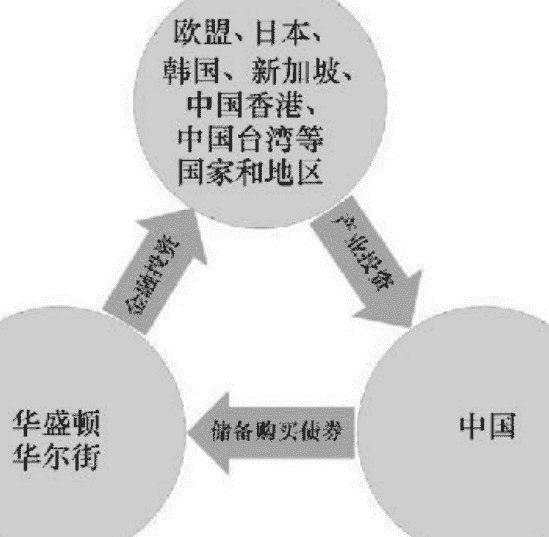 欧盟、日本、
韩国、新加坡、
中国香港、
中国台湾等
国家和地区
金融投资
产业投资
华盛顿
华尔街
储备购买债券
中国